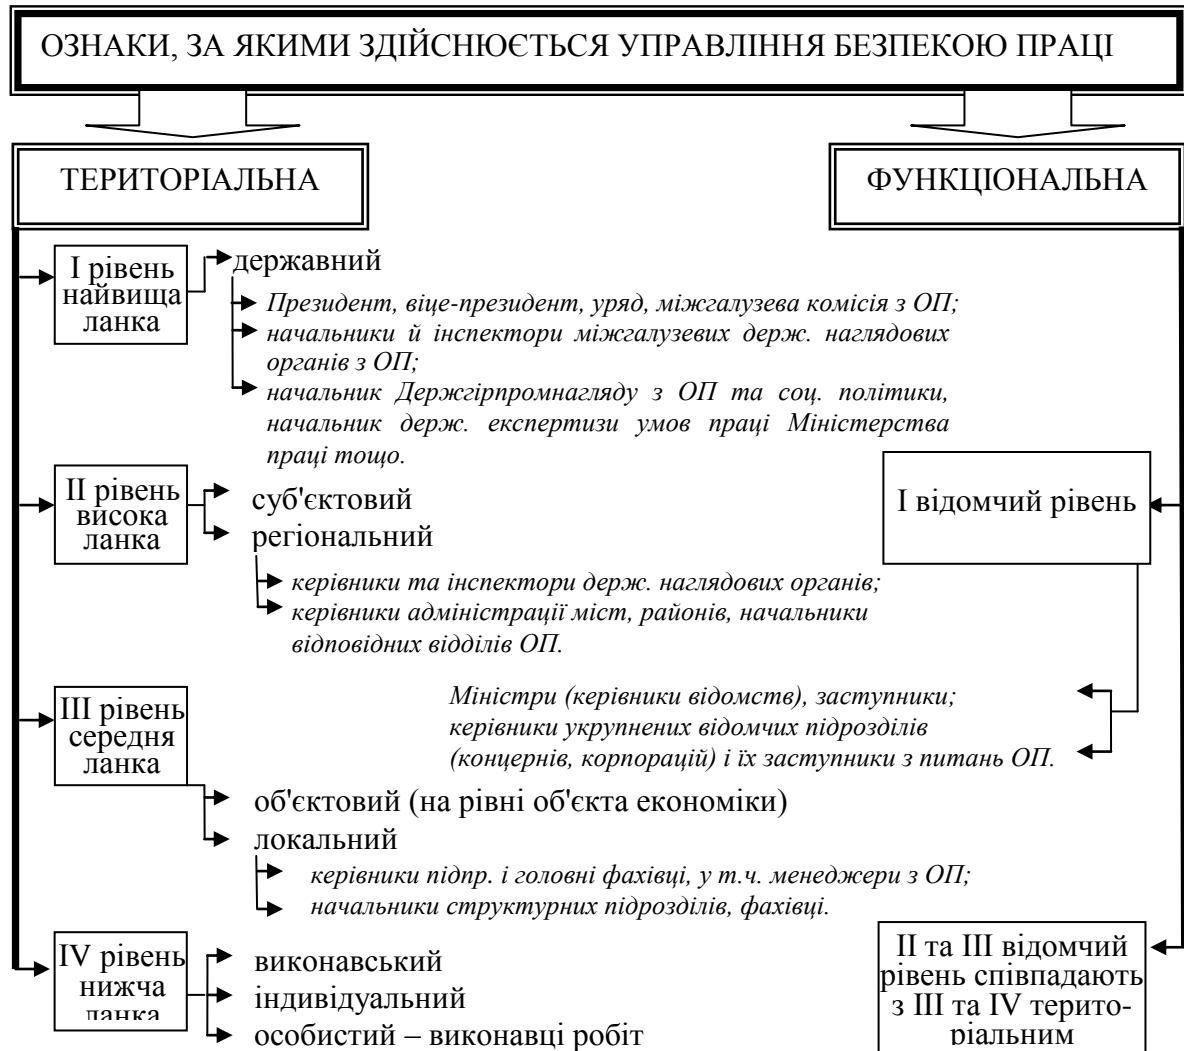 ОЗНАКИ, ЗА ЯКИМИ ЗДІЙСНЮЄТЬСЯ УПРАВЛІННЯ БЕЗПЕКОЮ ПРАЦІ
ТЕРИТОРІАЛЬНА
ФУНКЦІОНАЛЬНА
І рівень
найвища
ланка
державний
Президент, віце-президент, уряд, міжгалузева комісія з ОП;
начальники й інспектори міжгалузевих держ. наглядових
органів з ОП;
начальник Держгірпромнагляду з ОП та соц. політики,
начальник держ. експертизи умов праці Міністерства
праці тощо.
ІІ рівень
висока
ланка
суб'єктовий
регіональний
керівники та інспектори держ. наглядових органів;
керівники адміністрації міст, районів, начальники
відповідних відділів ОП.
І відомчий рівень
Міністри (керівники відомств), заступники;
керівники укрупнених відомчих підрозділів
(концернів, корпорацій) і їх заступники з питань ОП.
ІІІ рівень
середня
ланка
об'єктовий (на рівні об'єкта економіки)
локальний
керівники підпр. і головні фахівці, у т.ч. менеджери з ОП;
начальники структурних підрозділів, фахівці.
IV рівень
нижча
ланка
виконавський
індивідуальний
особистий – виконавці робіт
ІІ та ІІІ відомчий
рівень співпадають
з ІІІ та IV терито-
ріальним